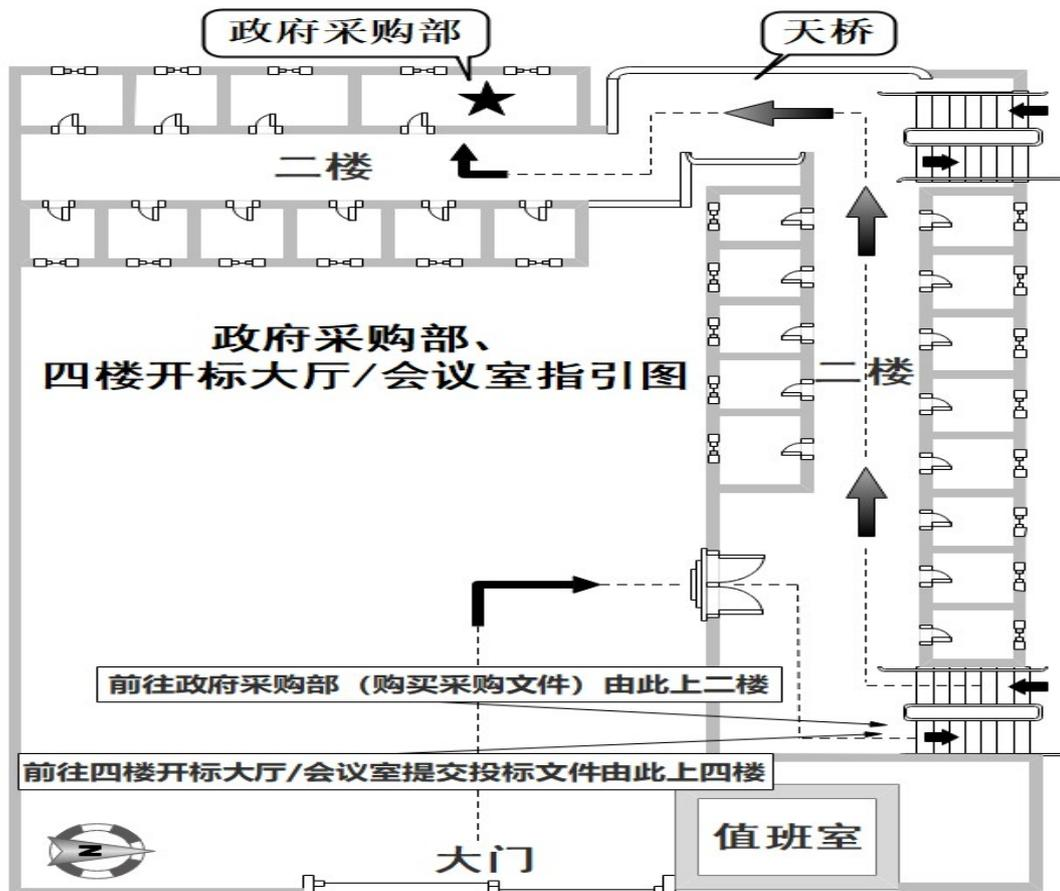 政府采购部
天桥
二楼
政府采购部、
四楼开标大厅/会议室指引图
二楼
前往政府采购部（购买采购文件）由此上二楼
前往四楼开标大厅/会议室提交投标文件由此上四楼
N
大门
值班室